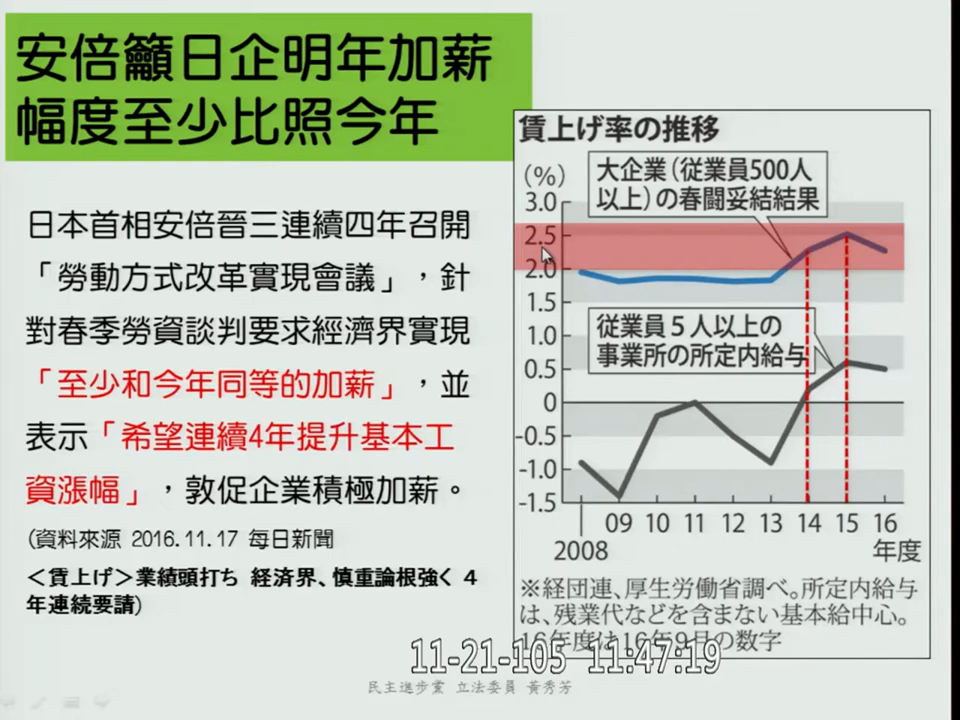 安倍籲日企明年加薪
幅度至少比照今年
日本首相安倍晉三連續四年召開
「勞動方式改革實現會議」，針
對春季勞資談判要求經濟界實現
「至少和今年同等的加薪」，並
表示「希望連續4年提升基本工
資漲幅」，敦促企業積極加薪。
(資料來源 2016.11.17 每日新聞
＜賃上げ＞業績頭打ち 経済界、慎重論根強く 4
年連続要請)
賃上げ率の推移
(%)
大企業(従業員500人
以上)の春闘妥結結果
3.0
2.5
2.0
1.5
1.0
0.5
0
-0.5
-1.0
-1.5
従業員5人以上の
事業所の所定内給与
2008 09 10 11 12 13 14 15 16
年度
※経団連、厚生労働省調べ。所定内給与
は、残業代などを含まない基本給中心。
16年度は16年9月の数字
11-21-105 11:47:19
民主進步黨 立法委員 黃秀芳